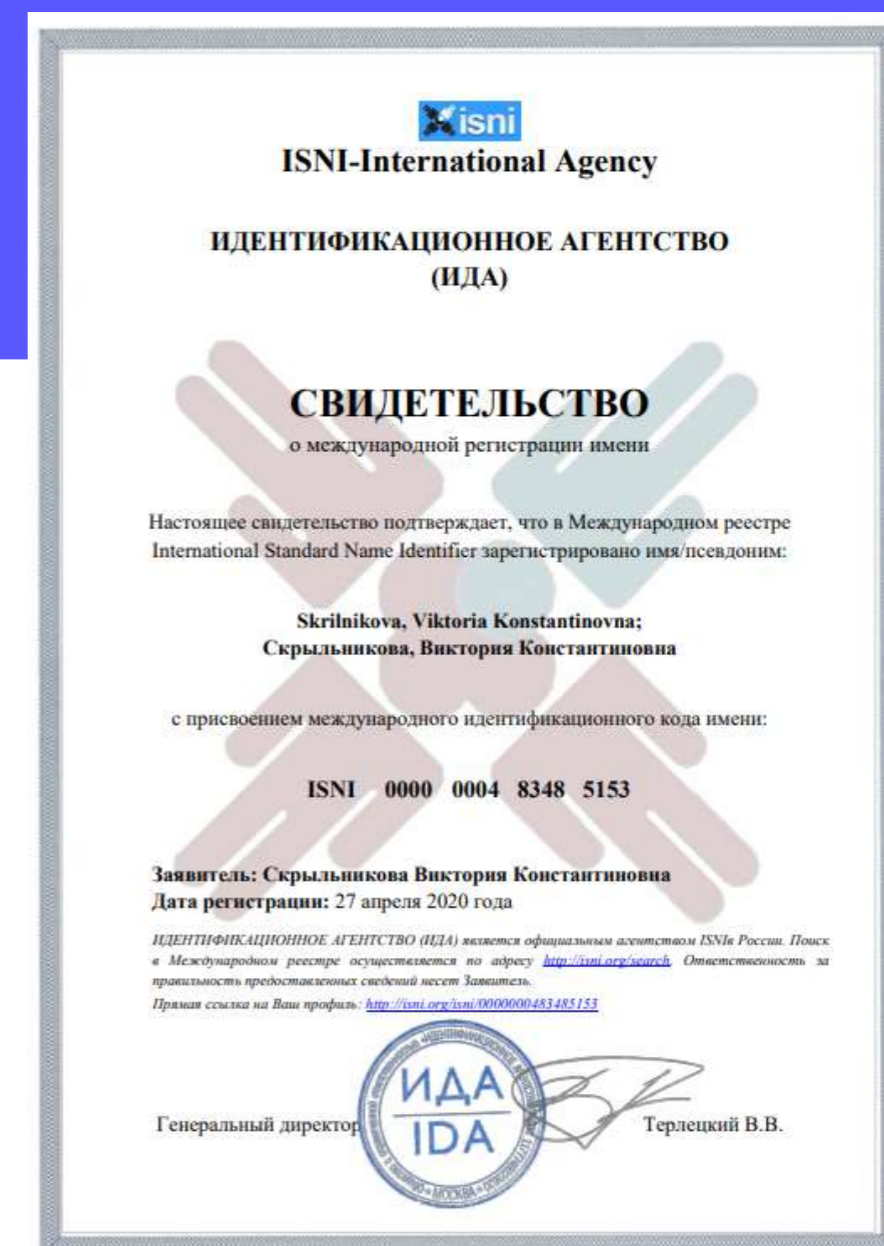 isni
ISNI-International Agency
ИДЕНТИФИКАЦИОННОЕ АГЕНТСТВО
(ИДА)
СВИДЕТЕЛЬСТВО
о международной регистрации имени
Настоящее свидетельство подтверждает, что в Международном реестре
International Standard Name Identifier зарегистрировано имя/псевдоним:
Skrilnikova, Viktoria Konstantinovna;
Скрыльникова, Виктория Константиновна
с присвоением международного идентификационного кода имени:
ISNI 0000 0004 8348 5153
Заявитель: Скрыльникова Виктория Константиновна
Дата регистрации: 27 апреля 2020 года
ИДЕНТИФИКАЦИОННОЕ АГЕНТСТВО (ИДА) является официальным агентством ISNIв России. Поиск
в Международном реестре осуществляется по адресу http://isni.org/search. Ответственность за
правильность предоставленных сведений несет Заявитель.
Прямая ссылка на Ваш профиль: http://isni.org/isni/0000000483485153
ИДА
IDA
МОСКВА
Генеральный директор
Терлецкий В.В.